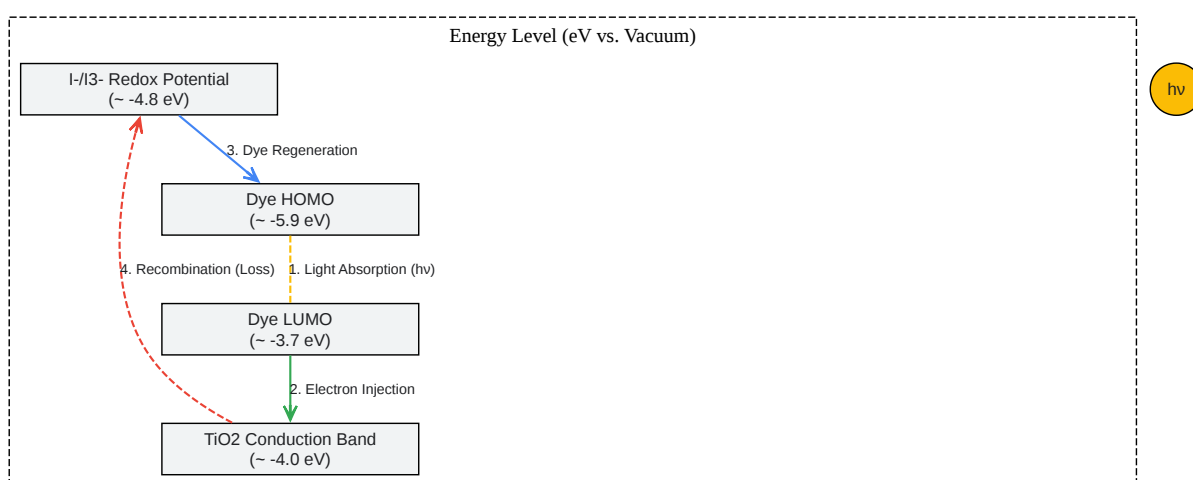 Energy Level (eV vs. Vacuum)
I-/I3- Redox Potential
(~ -4.8 eV)
hν
3. Dye Regeneration
Dye HOMO
(~ -5.9 eV)
4. Recombination (Loss)
1. Light Absorption (hν)
Dye LUMO
(~ -3.7 eV)
2. Electron Injection
TiO2 Conduction Band
(~ -4.0 eV)